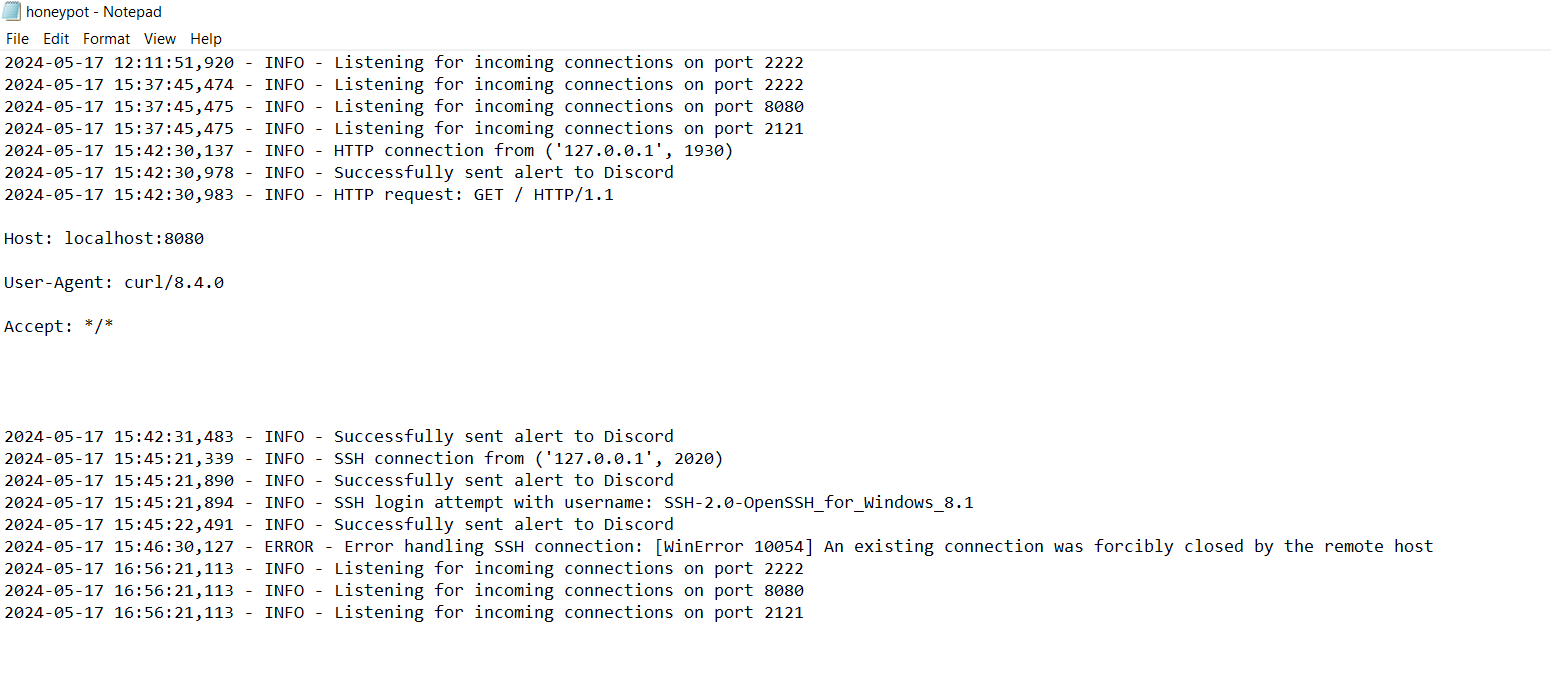 honeypot - Notepad
File Edit Format View Help
2024-05-17 12:11:51,920 - INFO - Listening for incoming connections on port 2222
2024-05-17 15:37:45,474 - INFO - Listening for incoming connections on port 2222
2024-05-17 15:37:45,475 - INFO - Listening for incoming connections on port 8080
2024-05-17 15:37:45,475 - INFO - Listening for incoming connections on port 2121
2024-05-17 15:42:30,137 - INFO - HTTP connection from ('127.0.0.1', 1930)
2024-05-17 15:42:30,978 - INFO - Successfully sent alert to Discord
2024-05-17 15:42:30,983 - INFO - HTTP request: GET / HTTP/1.1
Host: localhost:8080
User-Agent: curl/8.4.0
Accept: */*
2024-05-17 15:42:31,483 - INFO - Successfully sent alert to Discord
2024-05-17 15:45:21,339 - INFO - SSH connection from ('127.0.0.1', 2020)
2024-05-17 15:45:21,890 - INFO - Successfully sent alert to Discord
2024-05-17 15:45:21,894 - INFO - SSH login attempt with username: SSH-2.0-OpenSSH_for_Windows_8.1
2024-05-17 15:45:22,491 - INFO - Successfully sent alert to Discord
2024-05-17 15:46:30,127 - ERROR - Error handling SSH connection: [WinError 10054] An existing connection was forcibly closed by the remote host
2024-05-17 16:56:21,113 - INFO - Listening for incoming connections on port 2222
2024-05-17 16:56:21,113 - INFO - Listening for incoming connections on port 8080
2024-05-17 16:56:21,113 - INFO - Listening for incoming connections on port 2121